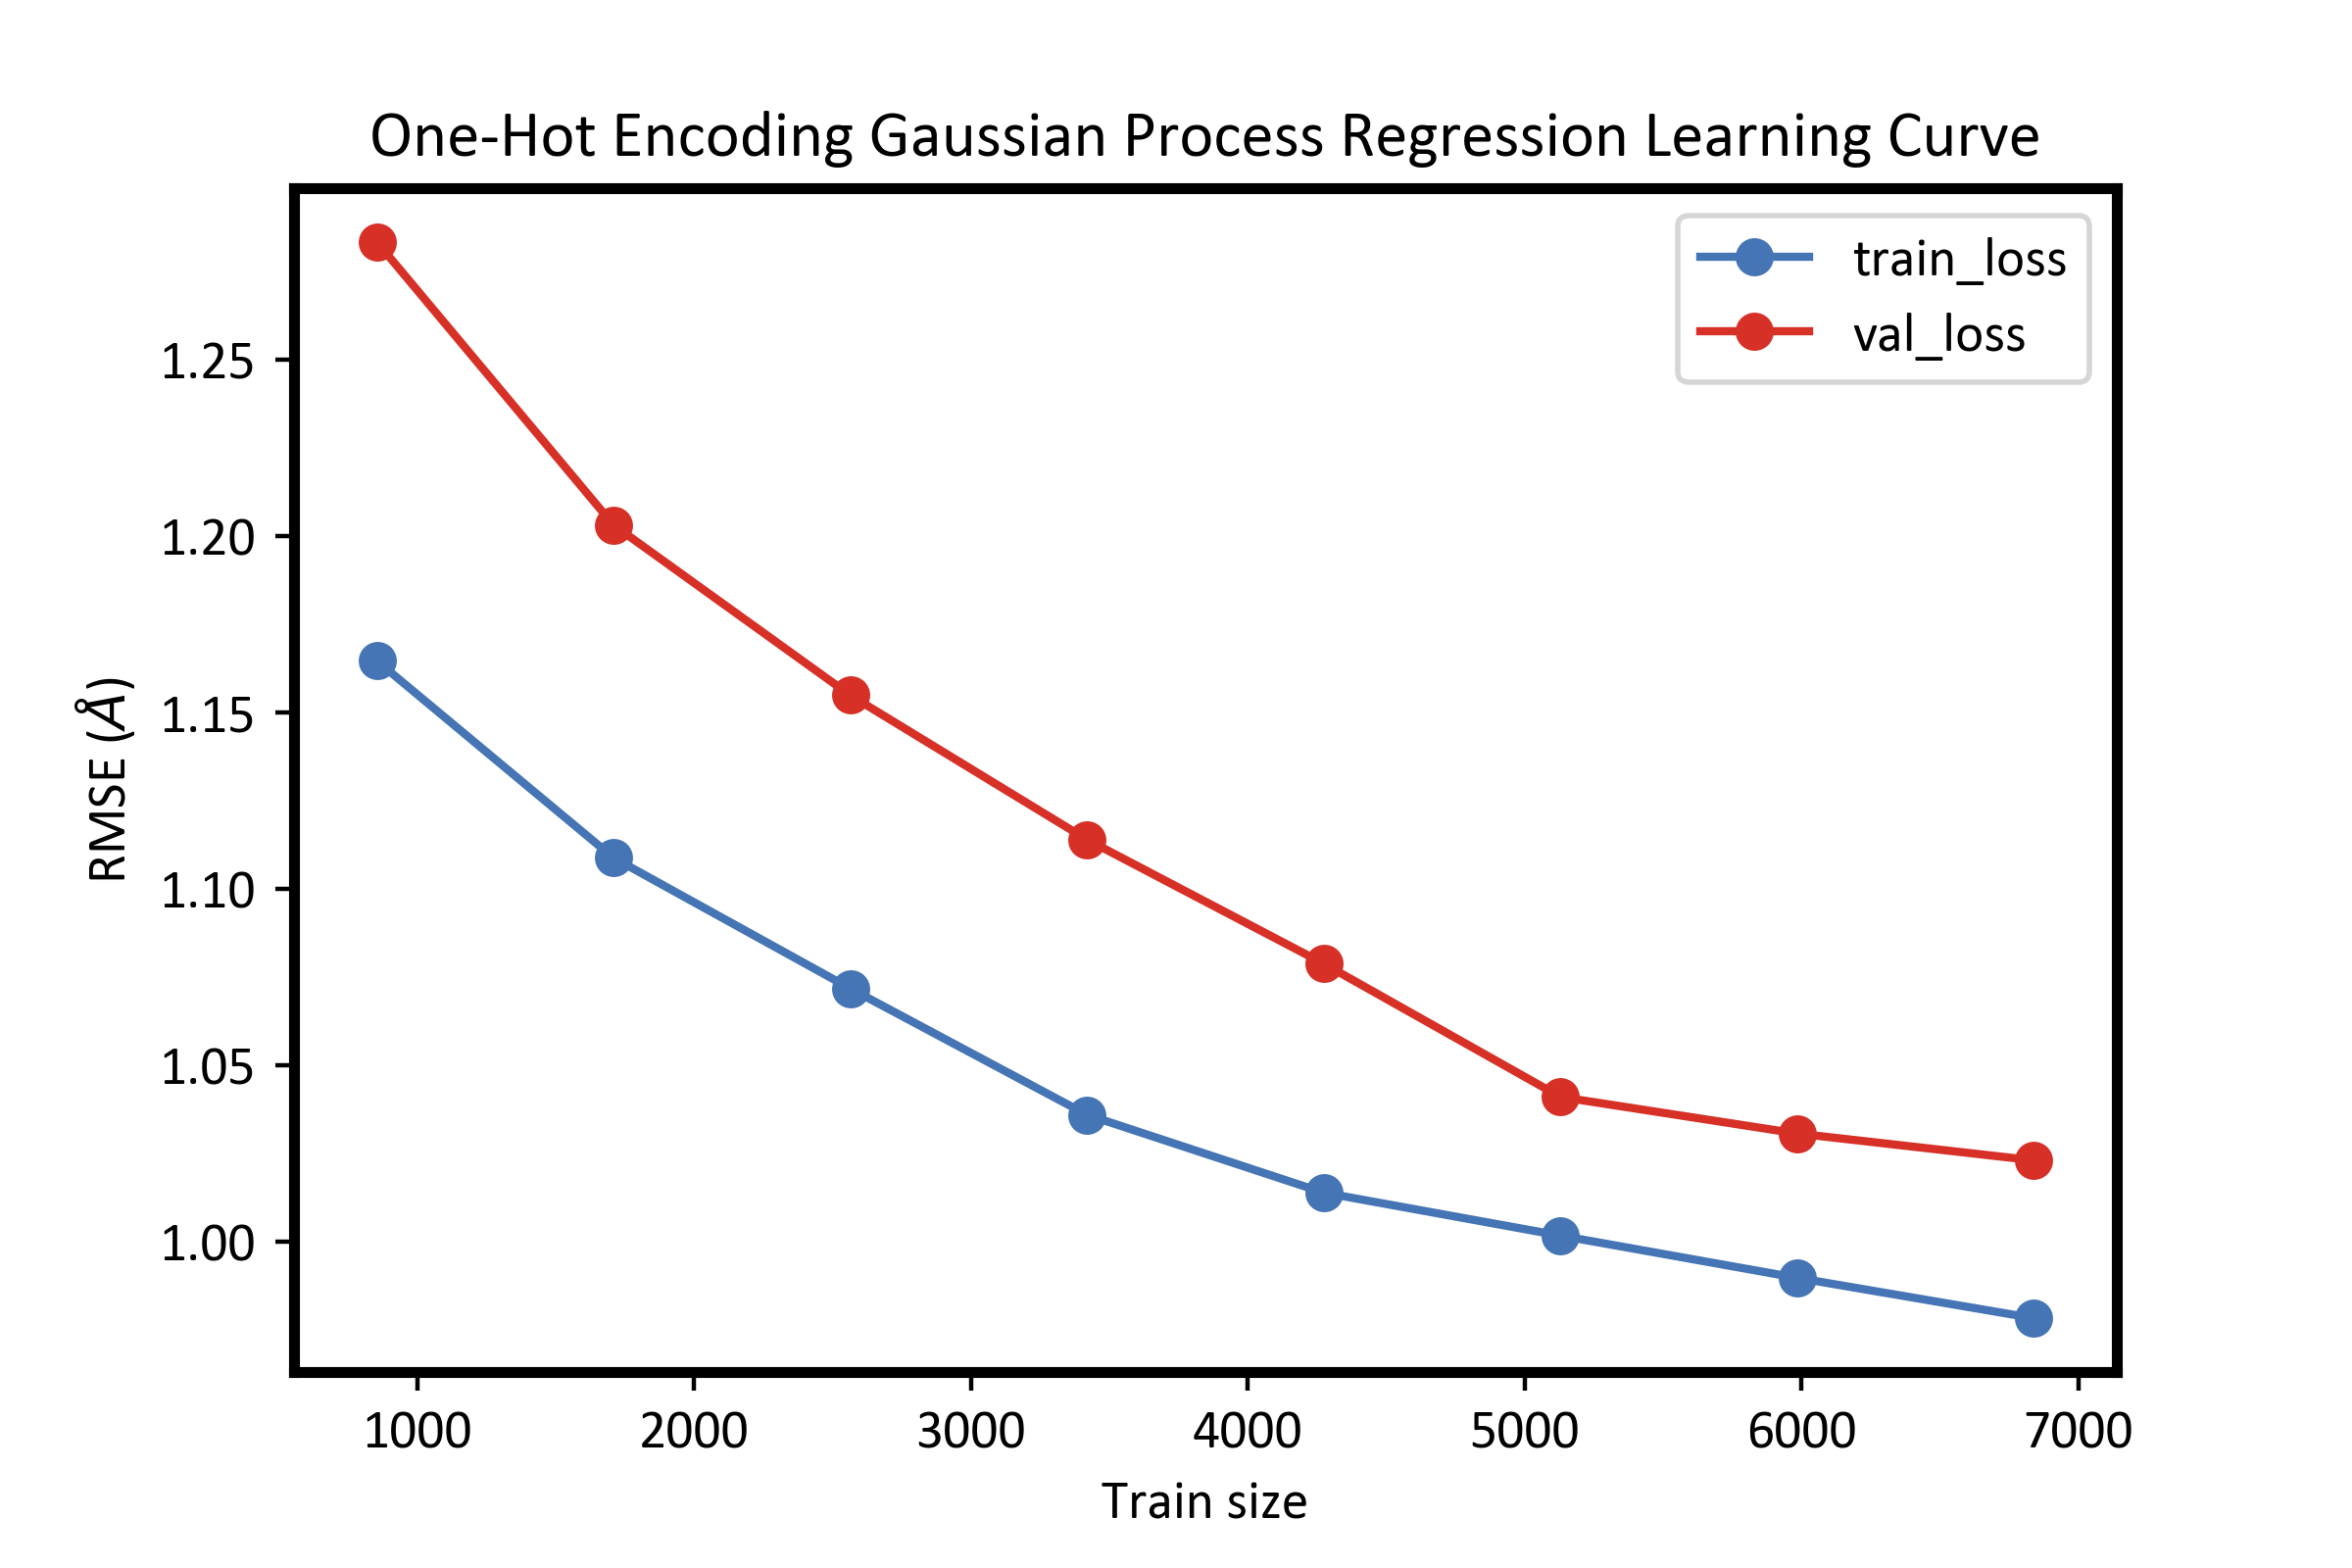 One-Hot Encoding Gaussian Process Regression Learning Curve
train_loss
val_loss
RMSE (Å)
1.25
1.20
1.15
1.10
1.05
1.00
1000 2000 3000 4000 5000 6000 7000
Train size